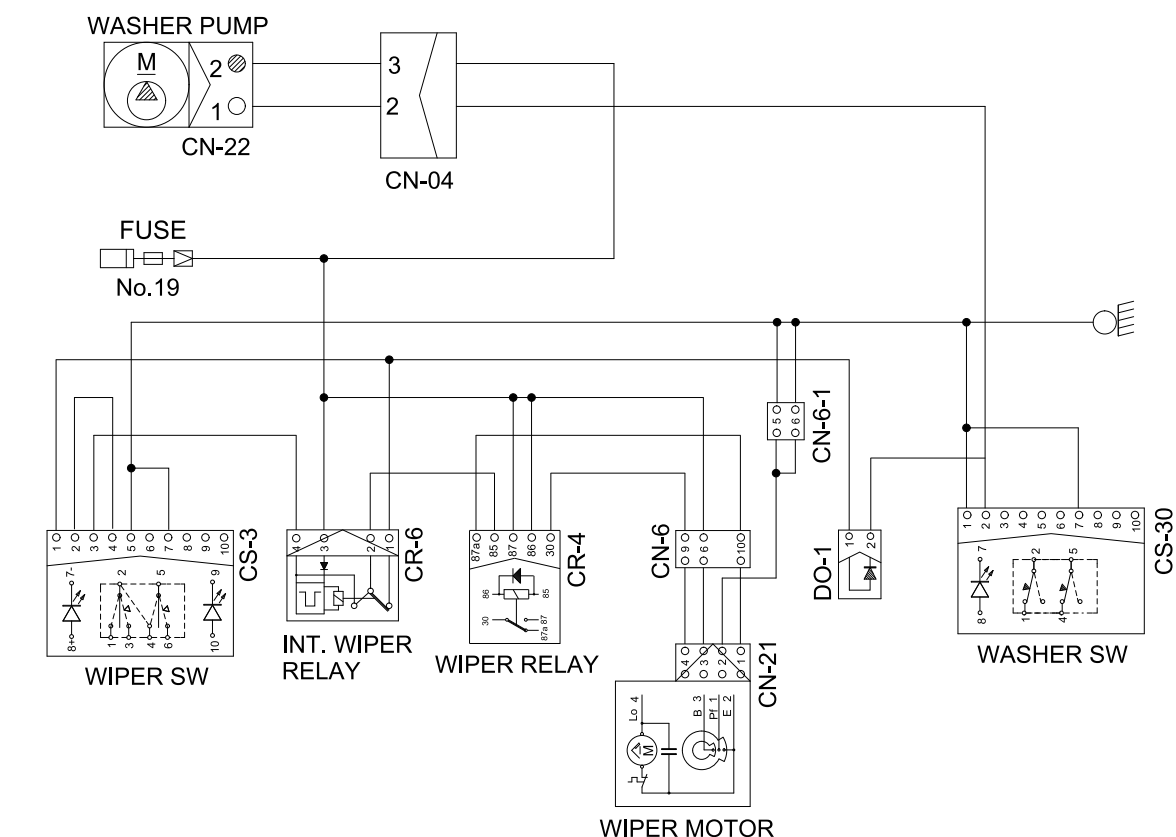 WASHER PUMP
M
2
1
CN-22
3
2
CN-04
FUSE
No.19
5 6
CN-6-1
1 2 3 4 5 6 7 8 9 10
CS-3
7- 2 5 9
8+ 1 3 4 6 10
WIPER SW
4 3 2 1
CR-6
INT. WIPER
RELAY
87a 85 87 86 30
CR-4
86 85
30 87a 87
WIPER RELAY
9 6 10
CN-6
4 3 2 1
CN-21
Lo 4 B 3 Pf 1 E 2
M
WIPER MOTOR
1 2
DO-1
1 2 3 4 5 6 7 8 9 10
CS-30
7 2 5
8 1 4
WASHER SW